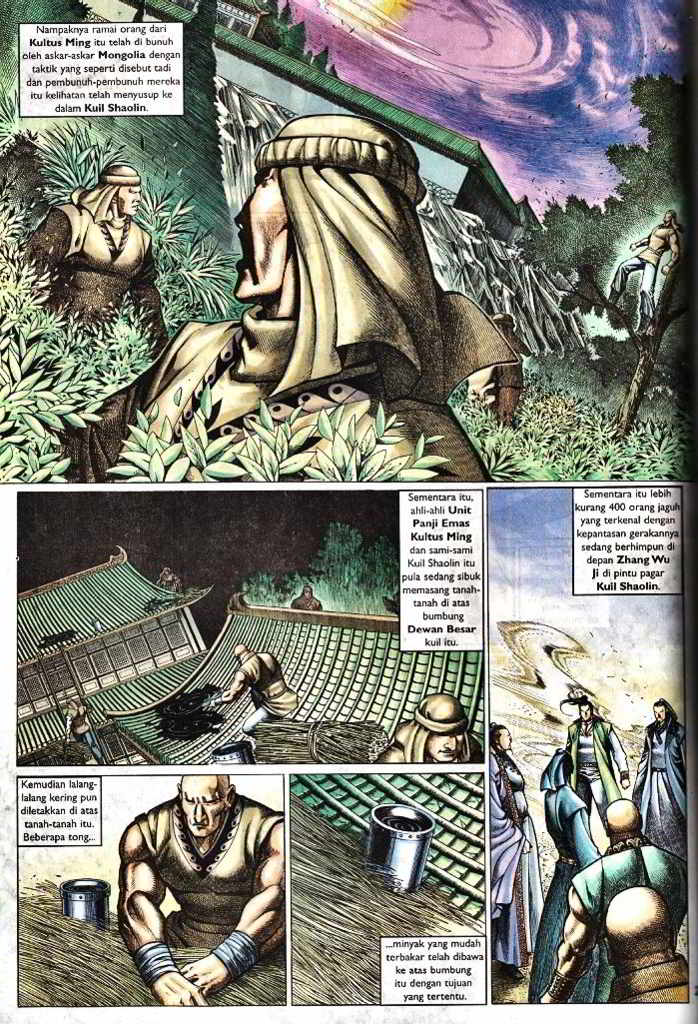 Nampaknya ramai orang dari
Kultus Ming itu telah di bunuh
oleh askar-askar Mongolia dengan
taktik yang seperti disebut tadi
dan pembunuh-pembunuh mereka
itu kelihatan telah menyusup ke
dalam Kuil Shaolin.
Sementara itu,
ahli-ahli Unit
Panji Emas
Kultus Ming
dan sami-sami
Kuil Shaolin itu
pula sedang sibuk
memasang tanah-
tanah di atas
bumbung
Dewan Besar
kuil itu.
Sementara itu lebih
kurang 400 orang jaguh
yang terkenal dengan
kepantasan gerakannya
sedang berhimpun di
depan Zhang Wu
Ji di pintu pagar
Kuil Shaolin.
Kemudian lalang-
lalang kering pun
diletakkan di atas
tanah-tanah itu.
Beberapa tong...
...minyak yang mudah
terbakar telah dibawa
ke atas bumbung
itu dengan jalan
yang tertentu.